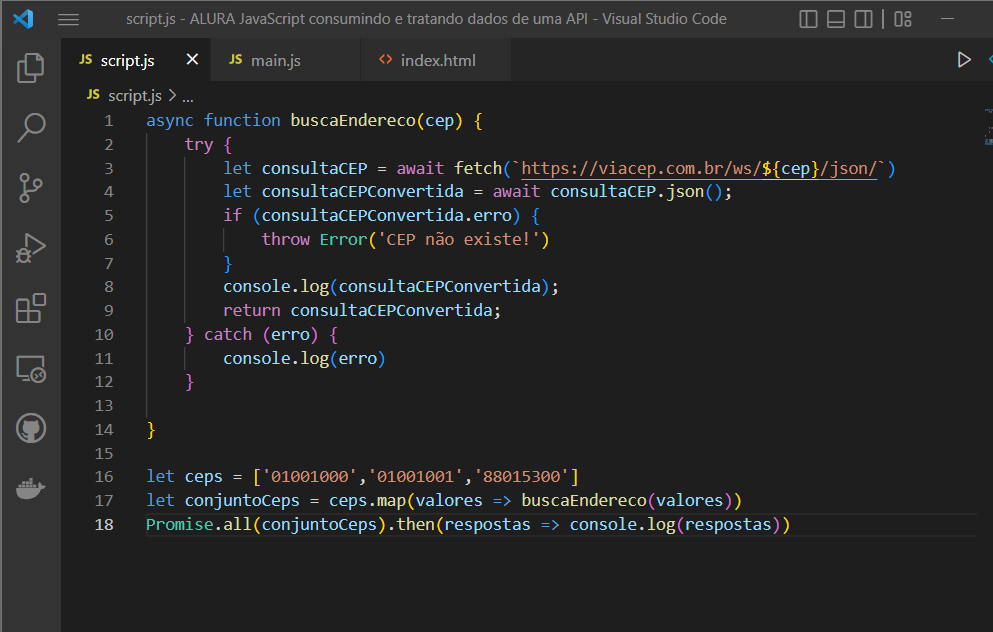 script.js - ALURA JavaScript consumindo e tratando dados de uma API - Visual Studio Code
JS script.js JS main.js <> index.html
JS script.js > ...
1 async function buscaEndereco(cep) {
2 try {
3 let consultaCEP = await fetch(`https://viacep.com.br/ws/${cep}/json/`)
4 let consultaCEPConvertida = await consultaCEP.json();
5 if (consultaCEPConvertida.erro) {
6 throw Error('CEP não existe!')
7 }
8 console.log(consultaCEPConvertida);
9 return consultaCEPConvertida;
10 } catch (erro) {
11 console.log(erro)
12 }
13
14 }
15
16 let ceps = ['01001000','01001001','88015300']
17 let conjuntoCeps = ceps.map(valores => buscaEndereco(valores))
18 Promise.all(conjuntoCeps).then(respostas => console.log(respostas))